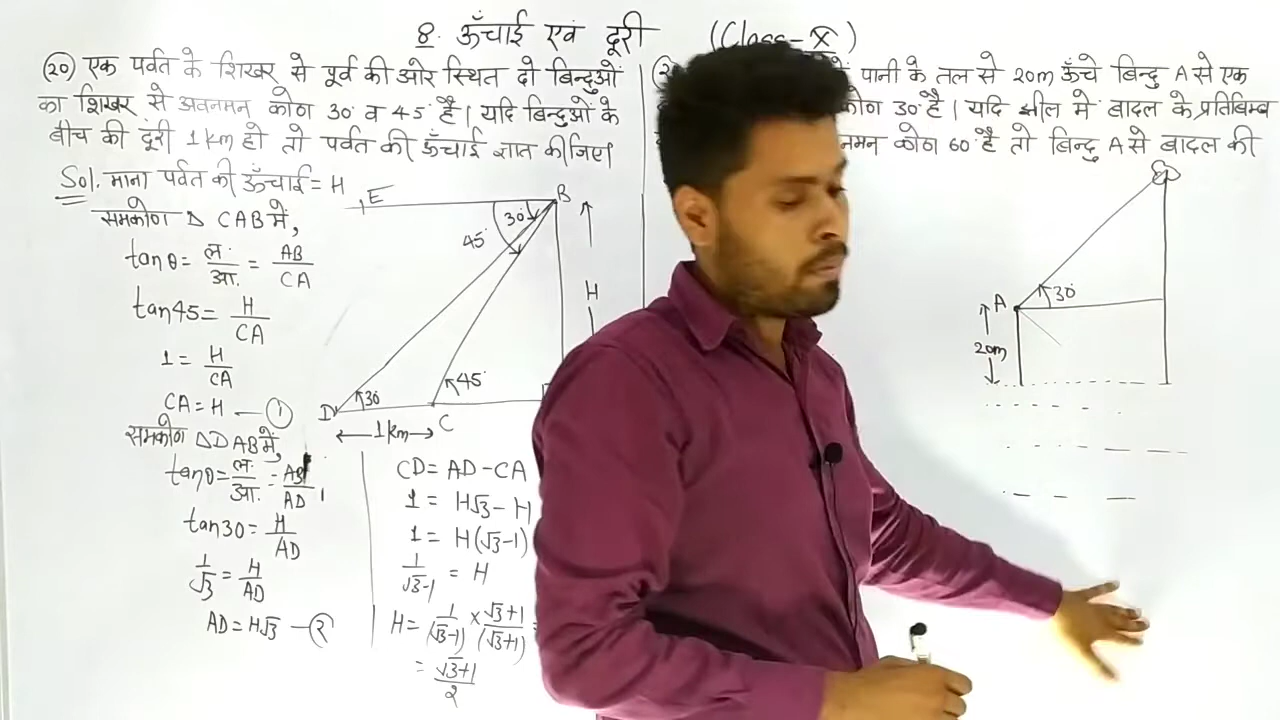 8. ऊँचाई एवं दूरी (Class-X)
(20) एक पर्वत के शिखर से पूर्व की ओर स्थित दो बिन्दुओं
का शिखर से अवनमन कोण 30° व 45° है। यदि बिन्दुओं के
बीच की दूरी 1km हो तो पर्वत की ऊँचाई ज्ञात कीजिए।
Sol. माना पर्वत की ऊँचाई = H
समकोण Δ CAB में,
tanθ = ल./आ. = AB/CA
tan45 = H/CA
1 = H/CA
CA = H — (1)
समकोण ΔDAB में,
tanθ = ल./आ. = AB/AD
tan30 = H/AD
1/√3 = H/AD
AD = H√3 — (२)
E
B
30°
45°
H
30°
45°
D
C
1km
CD = AD - CA
1 = H√3 - H
1 = H(√3-1)
1/√3-1 = H
H = 1/(√3-1) × √3+1/(√3+1) =
= √3+1/2
पानी के तल से 20m ऊँचे बिन्दु A से एक
कोण 30° है। यदि झील में बादल के प्रतिबिम्ब
कोण 60° है तो बिन्दु A से बादल की
A
30°
20m